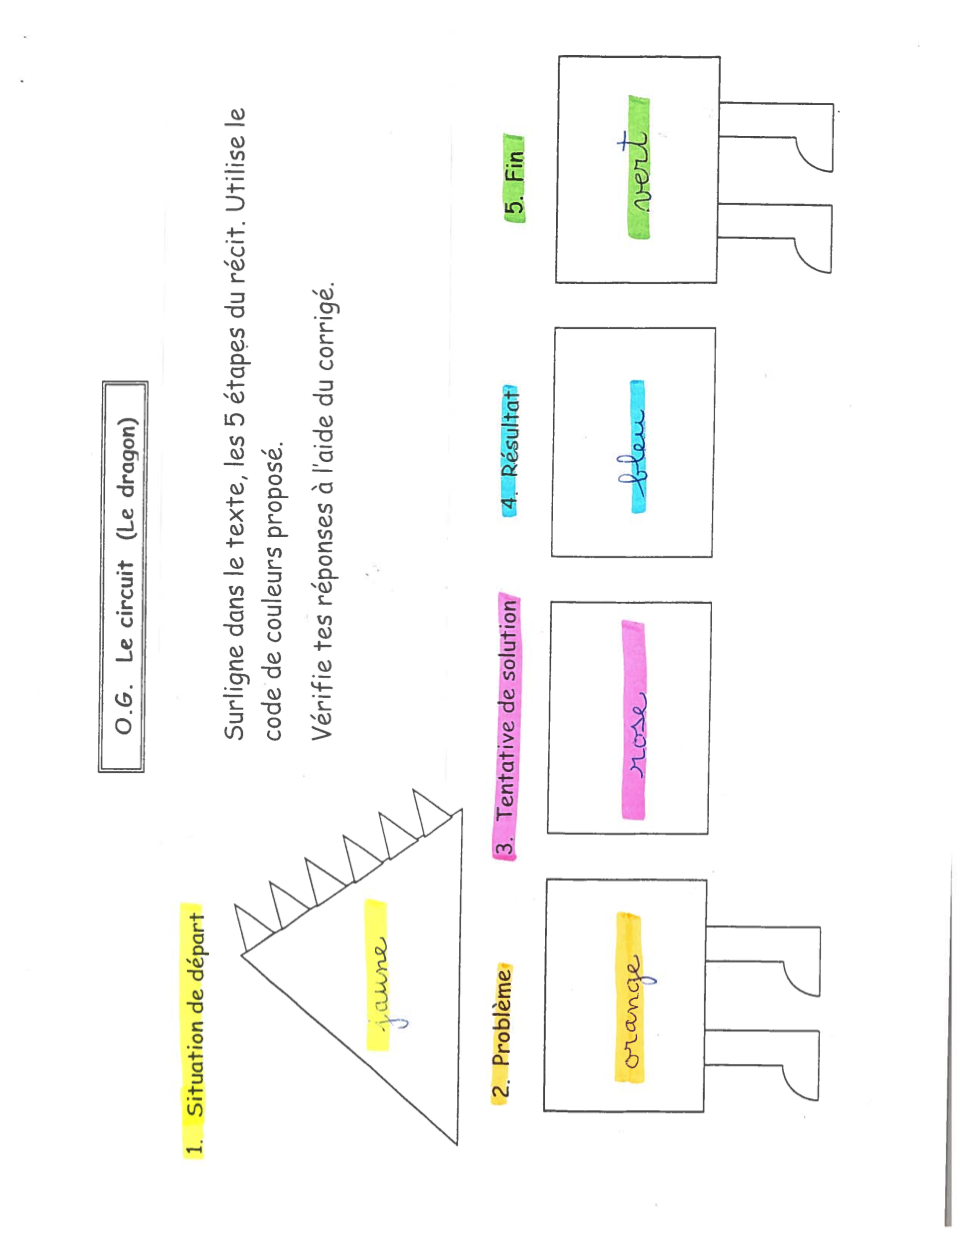 O.G. Le circuit (Le dragon)
1. Situation de départ
Surligne dans le texte, les 5 étapes du récit. Utilise le
code de couleurs proposé.
Vérifie tes réponses à l'aide du corrigé.
jaune
2. Problème
3. Tentative de solution
4. Résultat
5. Fin
orange
rose
bleu
vert